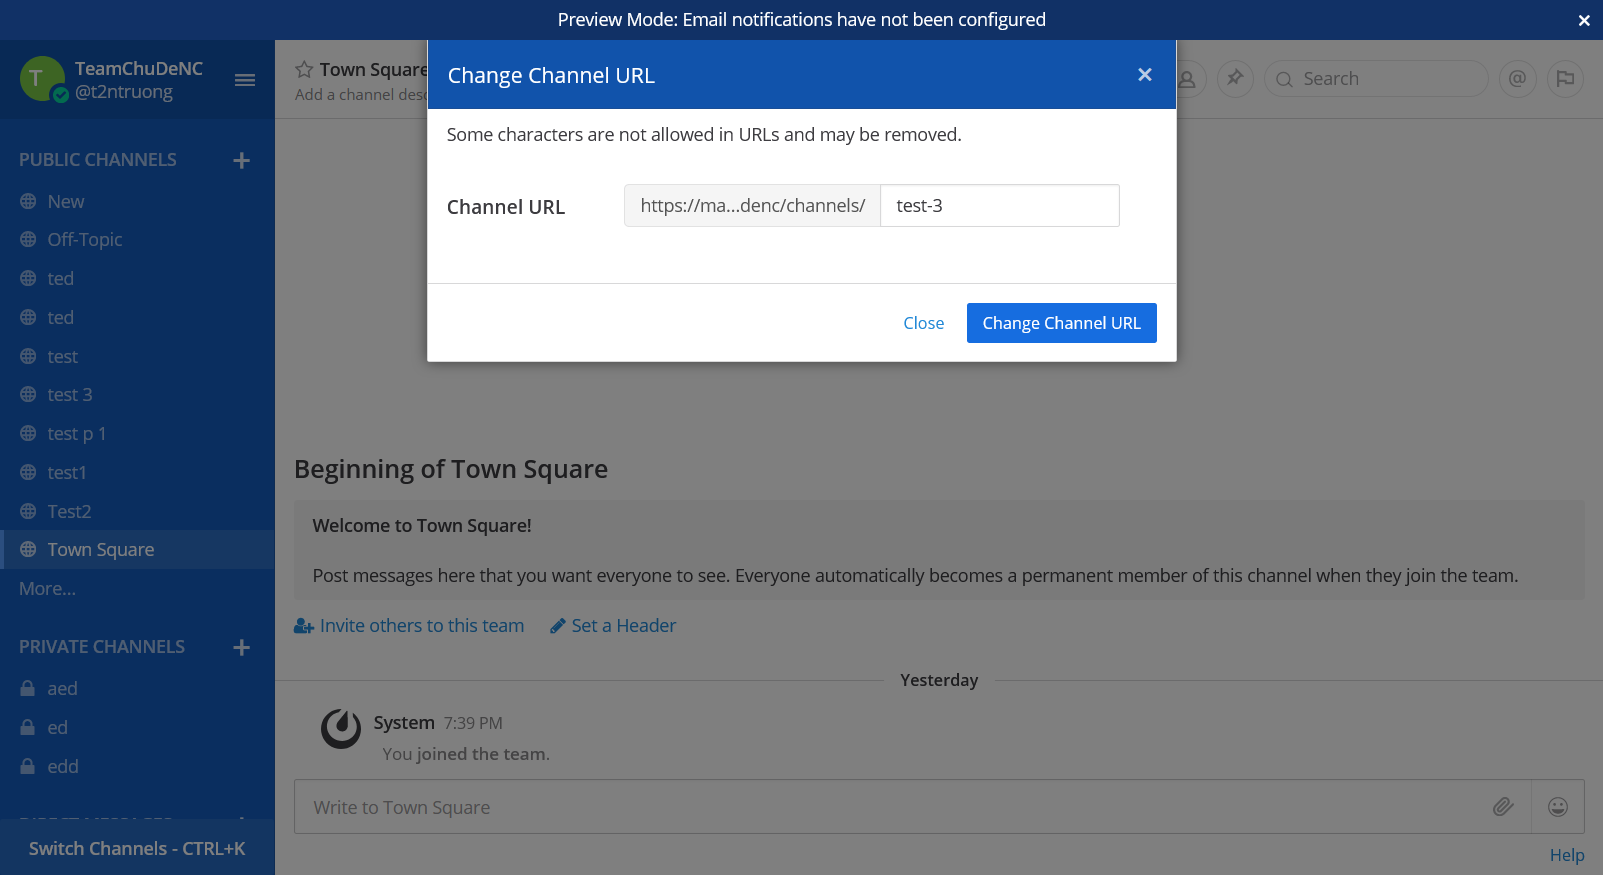 Preview Mode: Email notifications have not been configured
T
TeamChuDeNC
@t2ntruong
PUBLIC CHANNELS
New
Off-Topic
ted
ted
test
test 3
test p 1
test1
Test2
Town Square
More...
PRIVATE CHANNELS
aed
ed
edd
Switch Channels - CTRL+K
Town Square
Add a channel desc
Search
@
Change Channel URL
Some characters are not allowed in URLs and may be removed.
Channel URL
https://ma...denc/channels/
test-3
Close
Change Channel URL
Beginning of Town Square
Welcome to Town Square!
Post messages here that you want everyone to see. Everyone automatically becomes a permanent member of this channel when they join the team.
Invite others to this team
Set a Header
Yesterday
System 7:39 PM
You joined the team.
Write to Town Square
Help